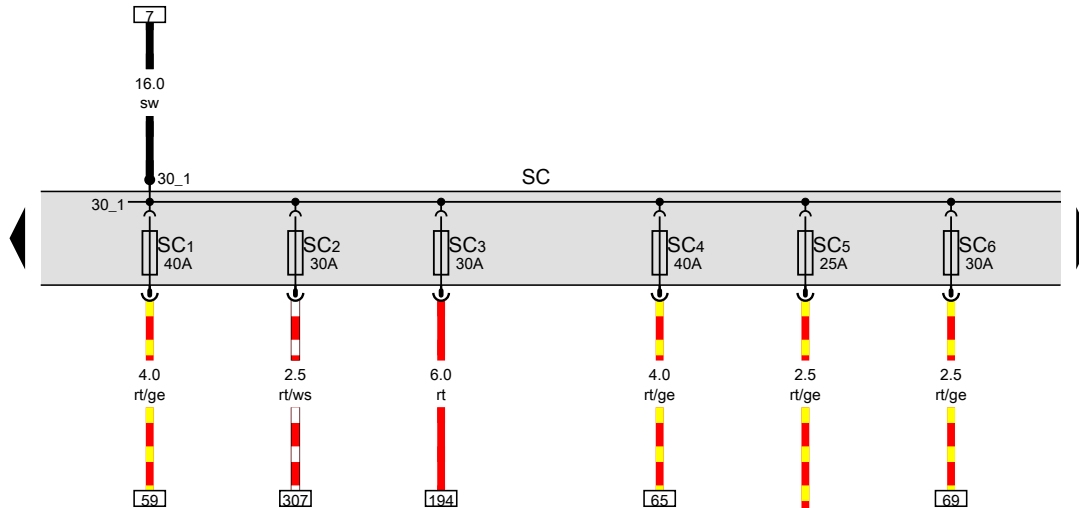 7
16.0
sw
30_1
SC
30_1
SC1
40A
SC2
30A
SC3
30A
SC4
40A
SC5
25A
SC6
30A
4.0
rt/ge
2.5
rt/ws
6.0
rt
4.0
rt/ge
2.5
rt/ge
2.5
rt/ge
59
307
194
65
69